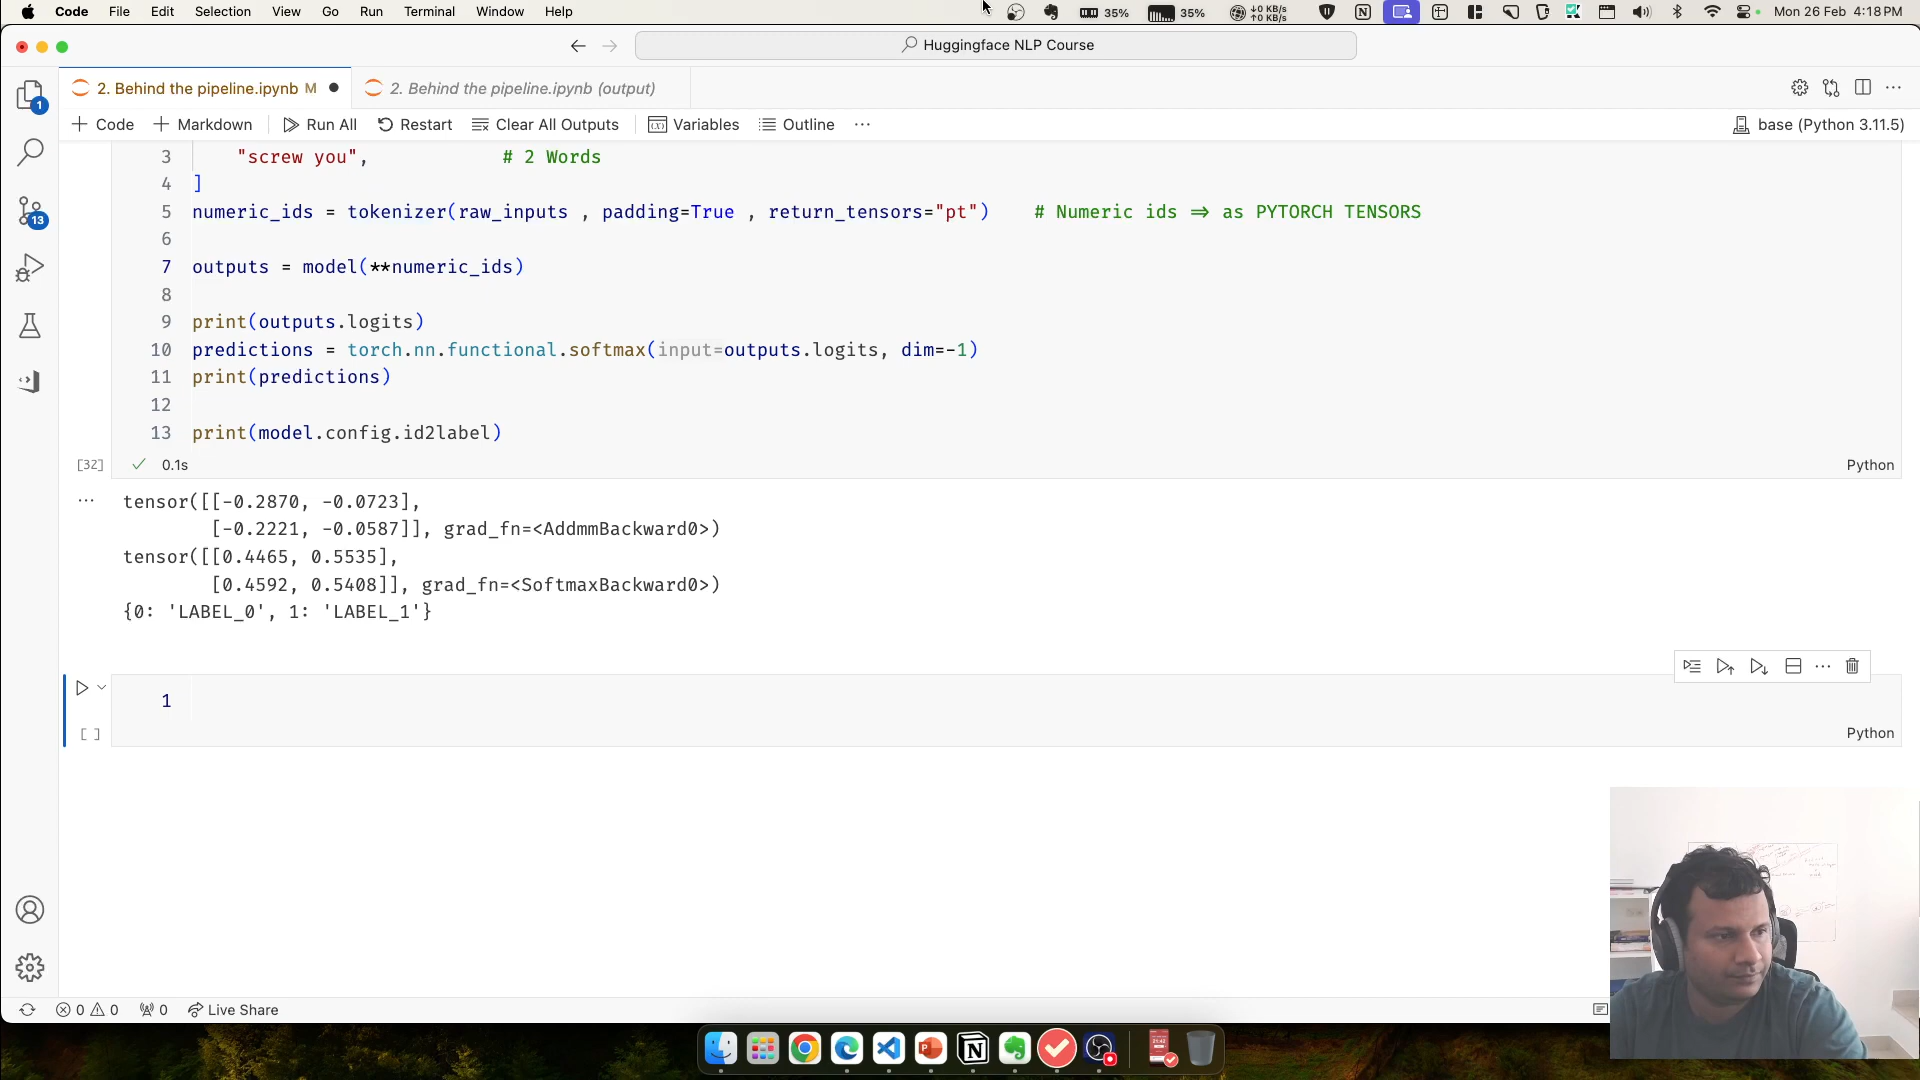 Code File Edit Selection View Go Run Terminal Window Help 35% 35% ↓0 KB/s ↑0 KB/s Mon 26 Feb 4:18 PM
Huggingface NLP Course
2. Behind the pipeline.ipynb M 2. Behind the pipeline.ipynb (output)
Code Markdown Run All Restart Clear All Outputs Variables Outline base (Python 3.11.5)
3 "screw you", # 2 Words
4 ]
5 numeric_ids = tokenizer(raw_inputs , padding=True , return_tensors="pt") # Numeric ids => as PYTORCH TENSORS
6
7 outputs = model(**numeric_ids)
8
9 print(outputs.logits)
10 predictions = torch.nn.functional.softmax(input=outputs.logits, dim=-1)
11 print(predictions)
12
13 print(model.config.id2label)
[32] 0.1s Python
tensor([[-0.2870, -0.0723],
[-0.2221, -0.0587]], grad_fn=<AddmmBackward0>)
tensor([[0.4465, 0.5535],
[0.4592, 0.5408]], grad_fn=<SoftmaxBackward0>)
{0: 'LABEL_0', 1: 'LABEL_1'}
1
[ ] Python
1
13
0 0 0 Live Share